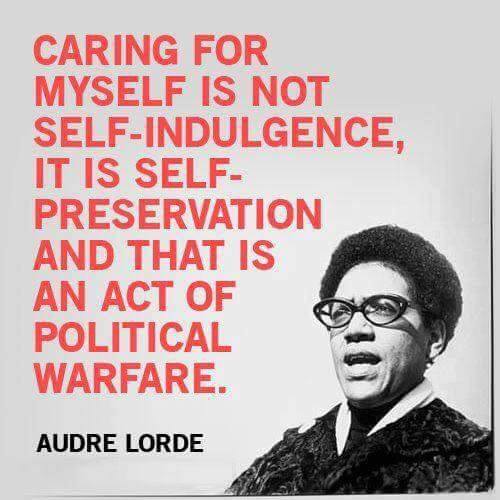 CARING FOR
MYSELF IS NOT
SELF-INDULGENCE,
IT IS SELF-
PRESERVATION
AND THAT IS
AN ACT OF
POLITICAL
WARFARE.
AUDRE LORDE